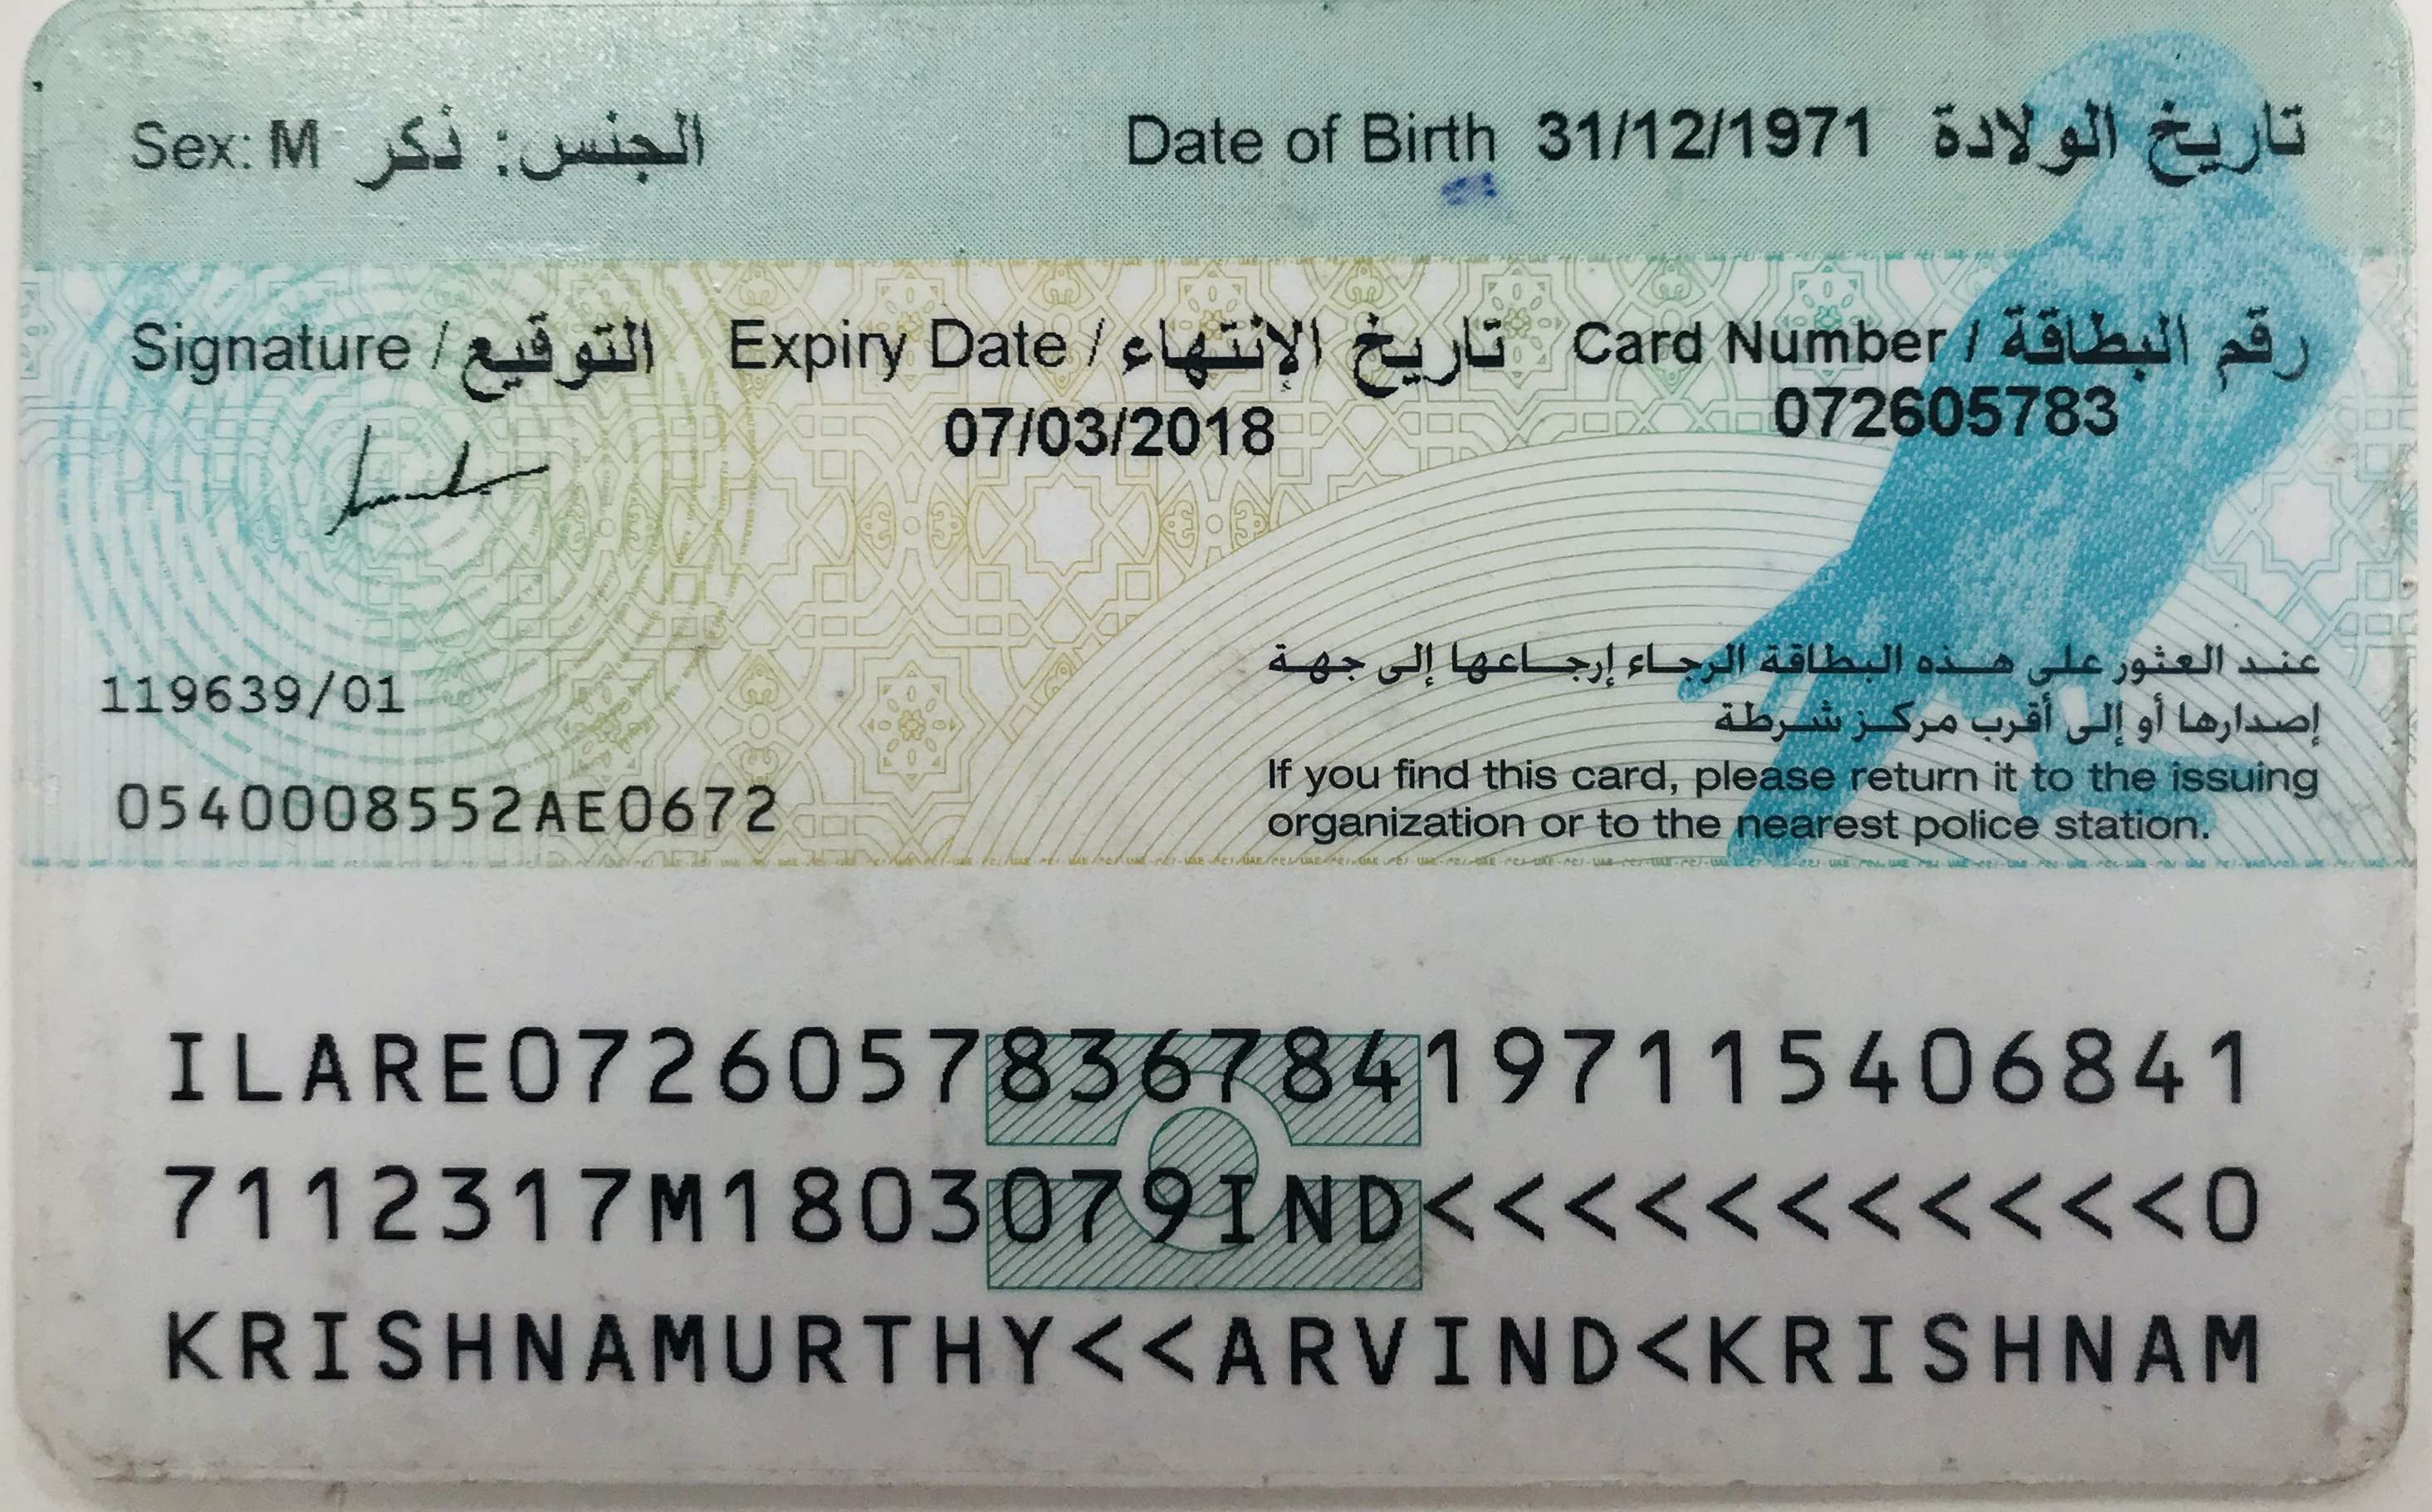 Sex: M الجنس: ذكر
Date of Birth 31/12/1971 تاريخ الولادة
Signature / التوقيع
Expiry Date / تاريخ الإنتهاء
07/03/2018
Card Number / رقم البطاقة
072605783
119639/01
0540008552AE0672
عند العثور على هذه البطاقة الرجاء إرجاعها إلى جهة
إصدارها أو إلى أقرب مركز شرطة
If you find this card, please return it to the issuing
organization or to the nearest police station.
ILARE0726057836784197115406841
7112317M1803079IND<<<<<<<<<<<0
KRISHNAMURTHY<<ARVIND<KRISHNAM